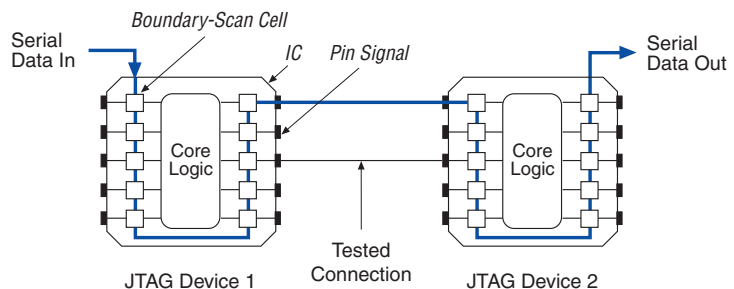 Boundary-Scan Cell
Serial
Data In
IC
Pin Signal
Serial
Data Out
Core
Logic
Core
Logic
Tested
Connection
JTAG Device 1
JTAG Device 2